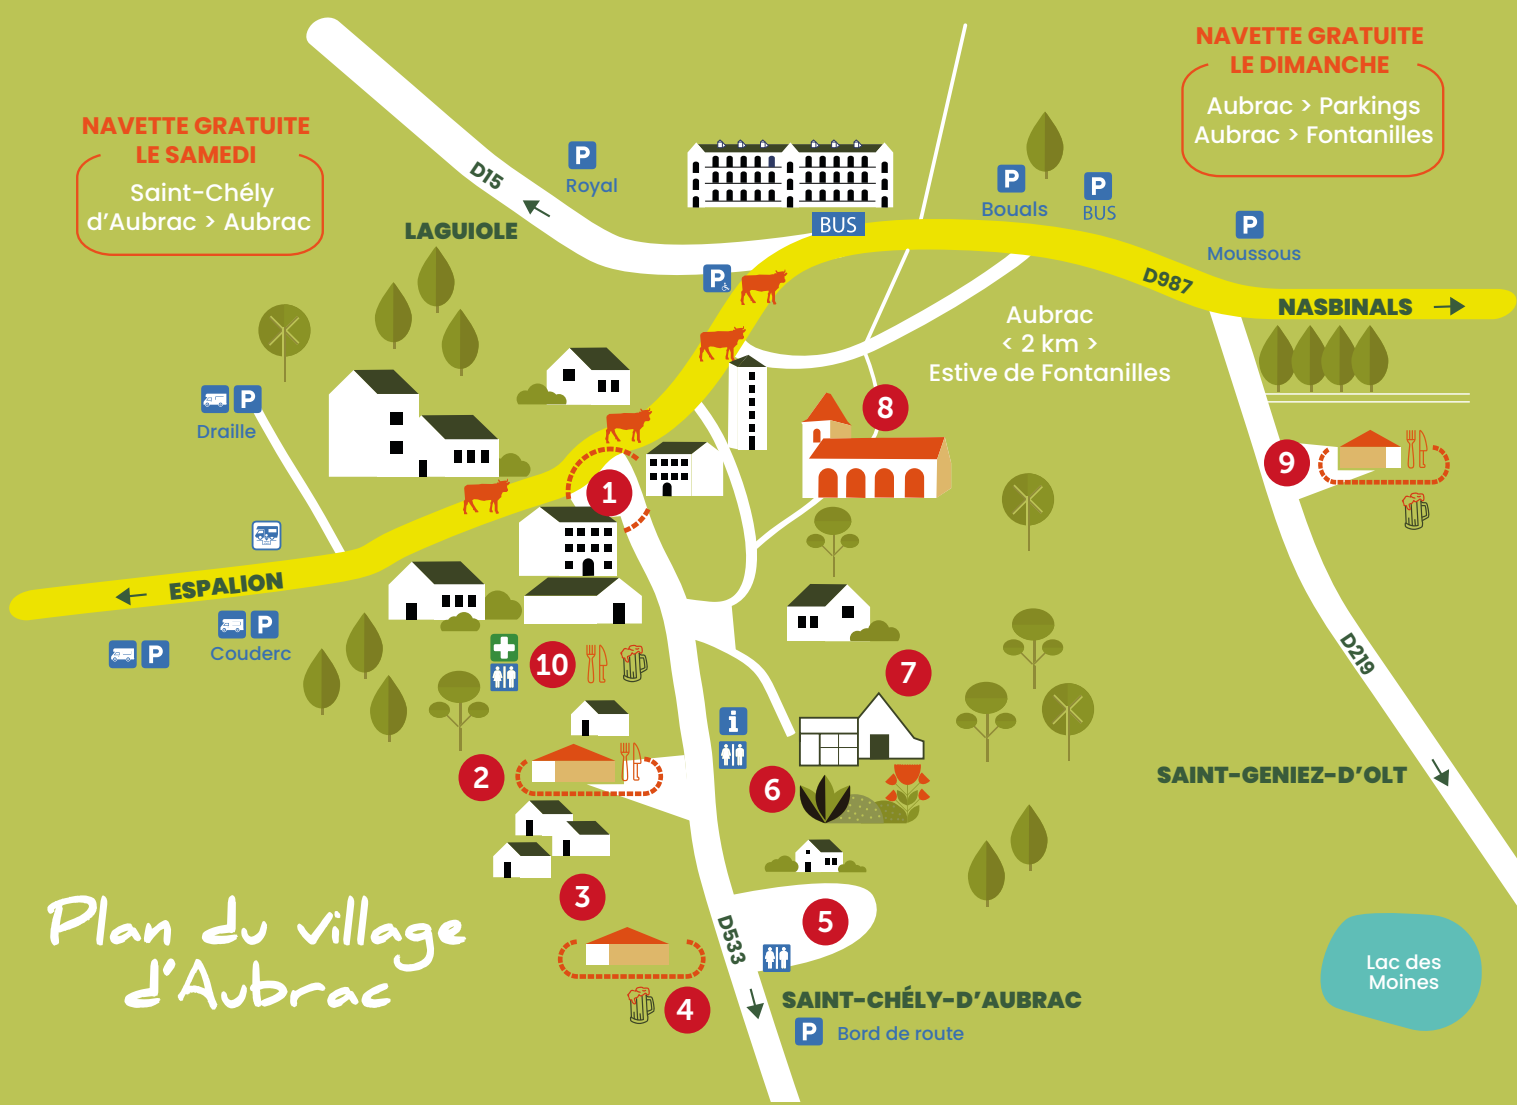 NAVETTE GRATUITE
LE SAMEDI
Saint-Chély
d'Aubrac > Aubrac
NAVETTE GRATUITE
LE DIMANCHE
Aubrac > Parkings
Aubrac > Fontanilles
D15
P
Royal
LAGUIOLE
BUS
P
Bouals
P
BUS
P
Moussous
D987
NASBINALS
P
Aubrac
< 2 km >
Estive de Fontanilles
P
Draille
8
9
1
ESPALION
P
Couderc
P
10
7
D219
i
2
6
SAINT-GENIEZ-D'OLT
3
5
D533
4
SAINT-CHÉLY-D'AUBRAC
P
Bord de route
Plan du village
d'Aubrac
Lac des
Moines